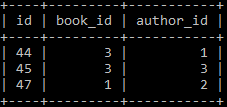 +----+---------+-----------+
| id | book_id | author_id |
+----+---------+-----------+
| 44 |       3 |         1 |
| 45 |       3 |         3 |
| 47 |       1 |         2 |
+----+---------+-----------+